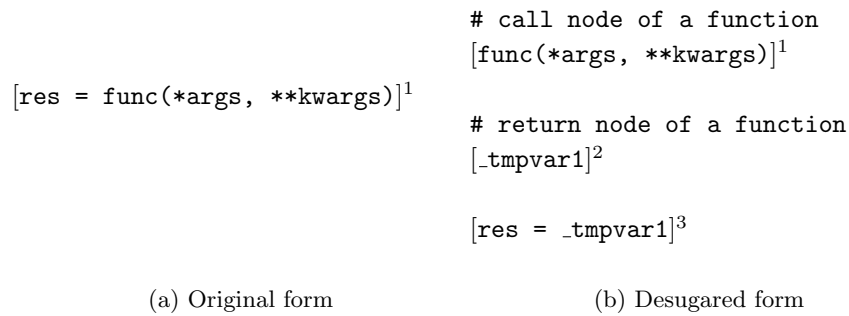 [res = func(*args, **kwargs)]¹
(a) Original form
# call node of a function
[func(*args, **kwargs)]¹
# return node of a function
[_tmpvar1]²
[res = _tmpvar1]³
(b) Desugared form